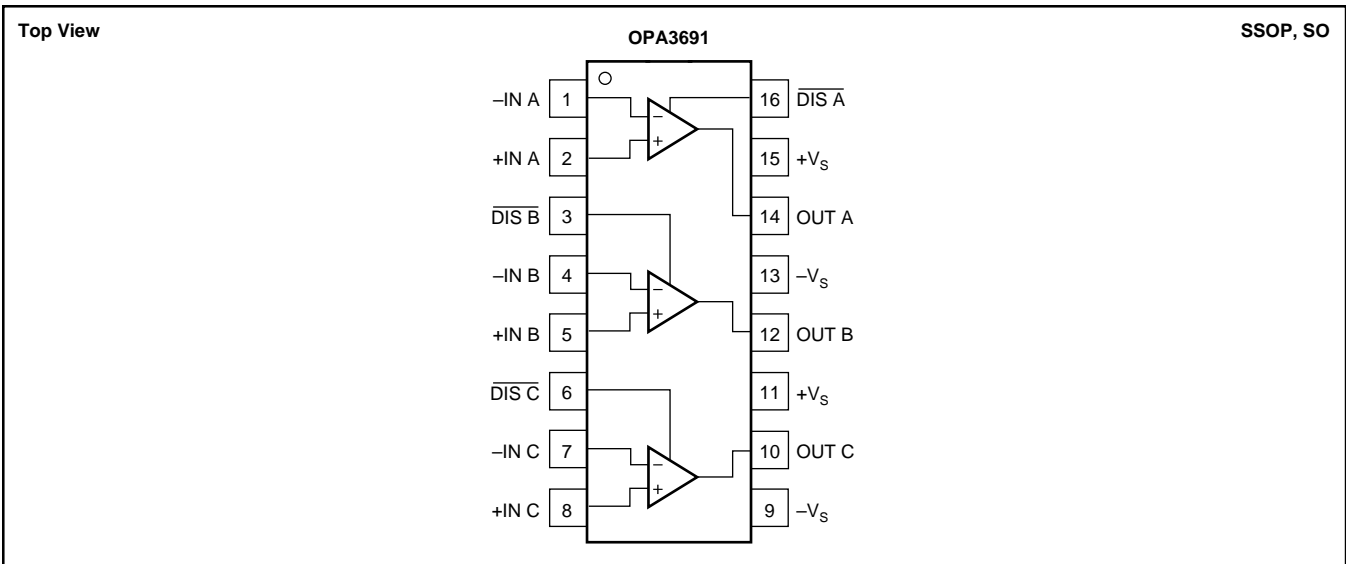 Top View
SSOP, SO
OPA3691
–IN A 1
16 DIS A
+IN A 2
15 +VS
DIS B 3
14 OUT A
–IN B 4
13 –VS
+IN B 5
12 OUT B
DIS C 6
11 +VS
–IN C 7
10 OUT C
+IN C 8
9 –VS
−
+
−
+
−
+